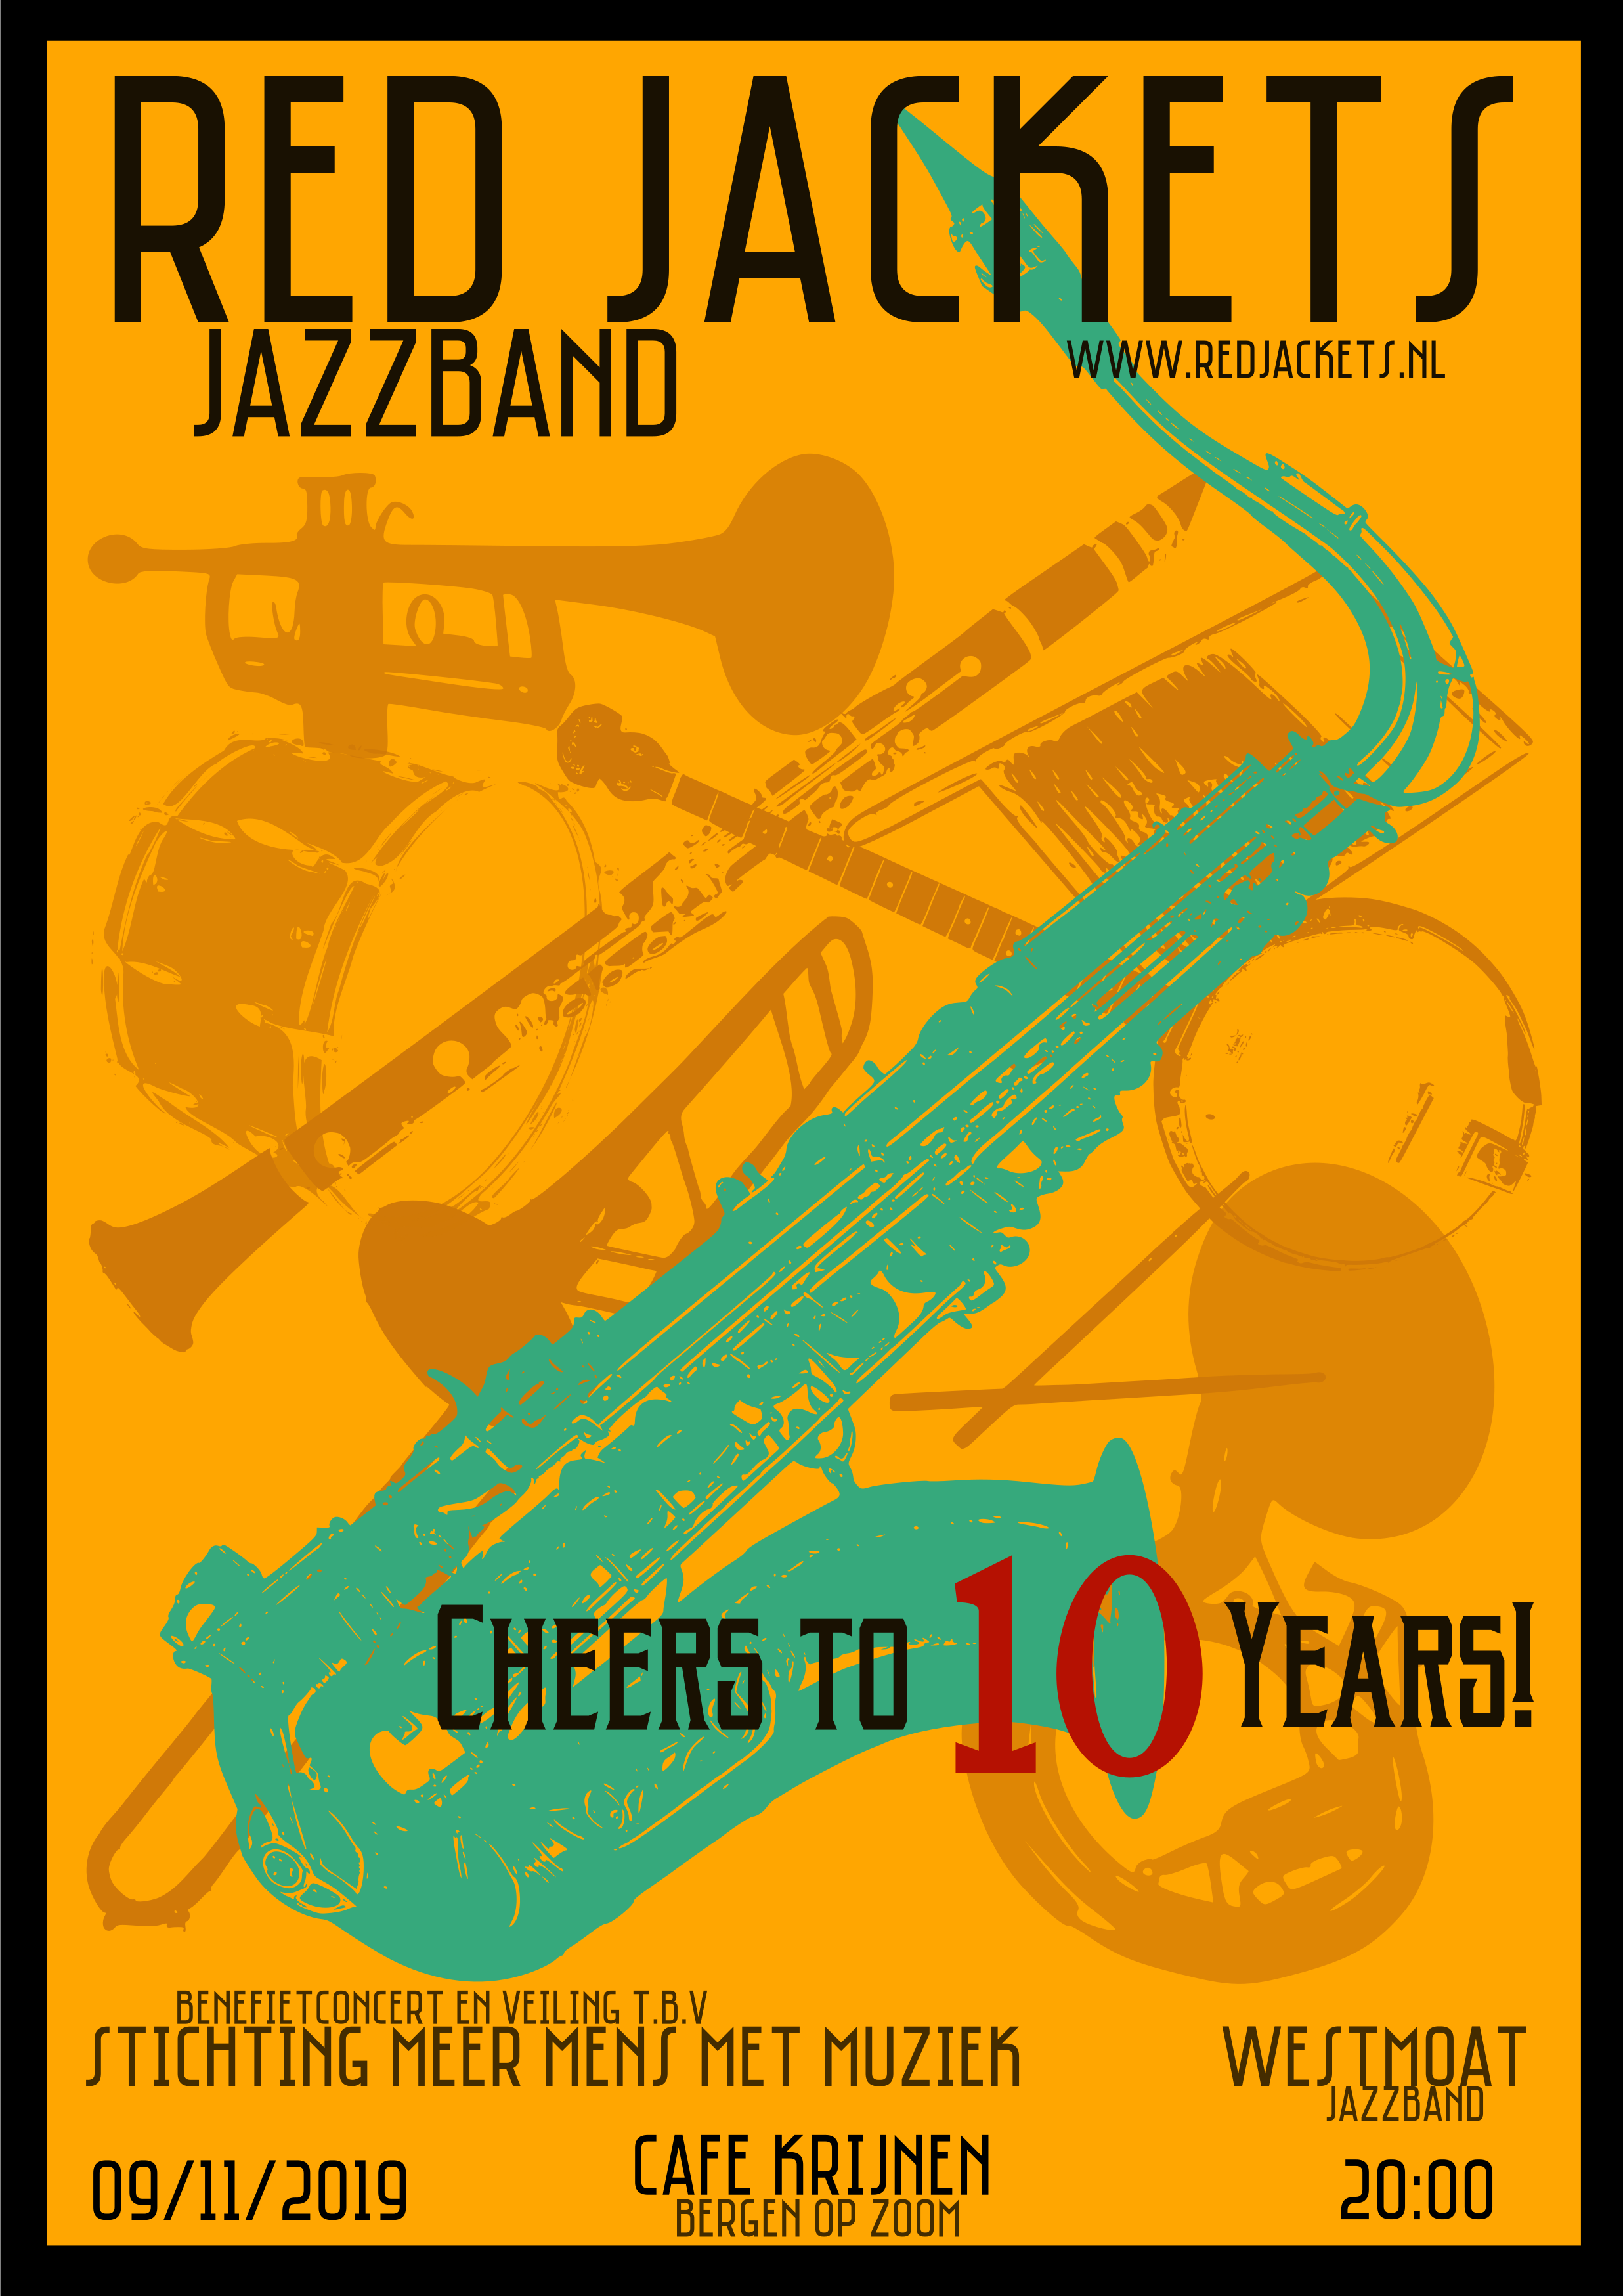 RED JACKETS
JAZZBAND
WWW.REDJACKETS.NL
CHEERS TO 10 YEARS!
BENEFIETCONCERT EN VEILING T.B.V
STICHTING MEER MENS MET MUZIEK
WESTMOAT
JAZZBAND
CAFE KRIJNEN
BERGEN OP ZOOM
09/11/2019
20:00